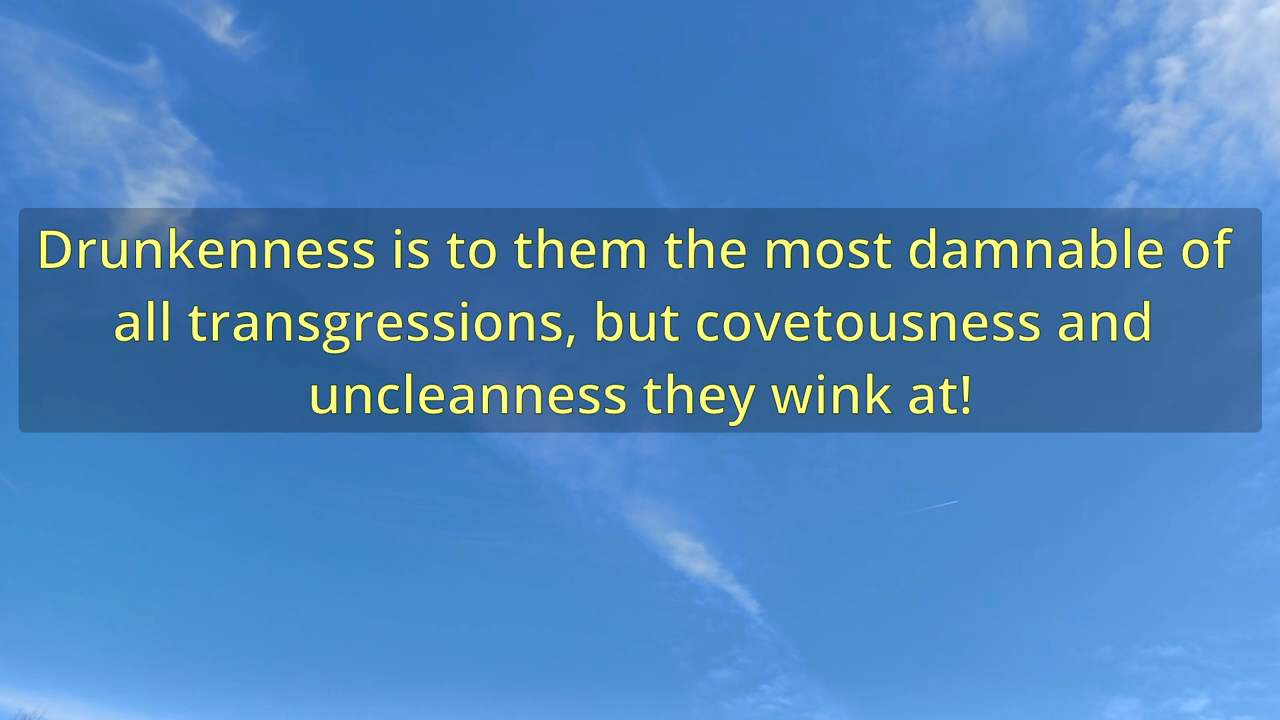 Drunkenness is to them the most damnable of
all transgressions, but covetousness and
uncleanness they wink at!